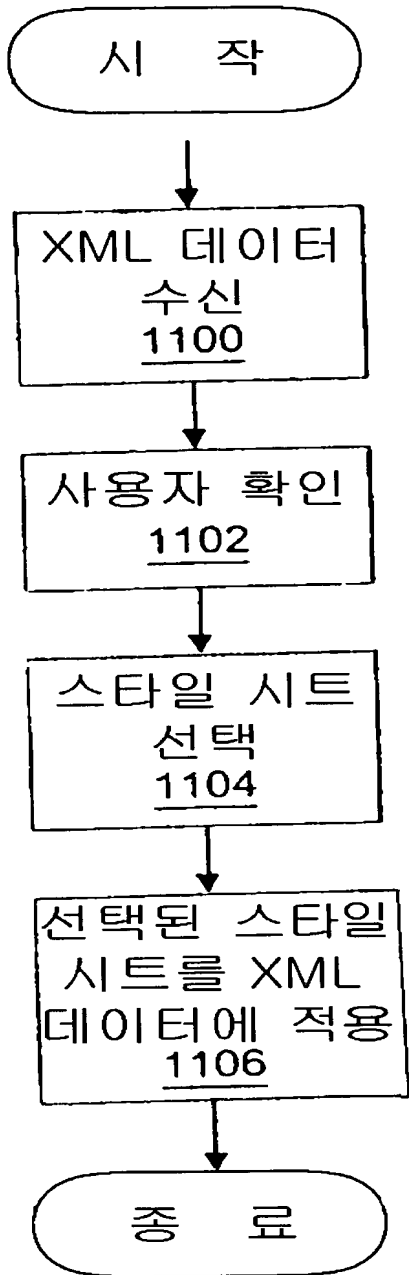 시 작
XML 데이터
수신
1100
사용자 확인
1102
스타일 시트
선택
1104
선택된 스타일
시트를 XML
데이터에 적용
1106
종 료